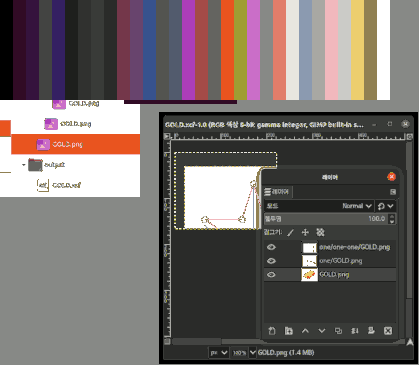 GOLD.png
GOLD.png
GOLD.png
output
GOLD.xcf
GOLD.xcf-1.0 (RGB 색상 8-bit gamma integer, GIMP built-in s...
레이어
레이어
모드 Normal
불투명 100.0
잠그기:
one/one-one/GOLD.png
one/GOLD.png
GOLD.png
px 100% GOLD.png (1.4 MB)